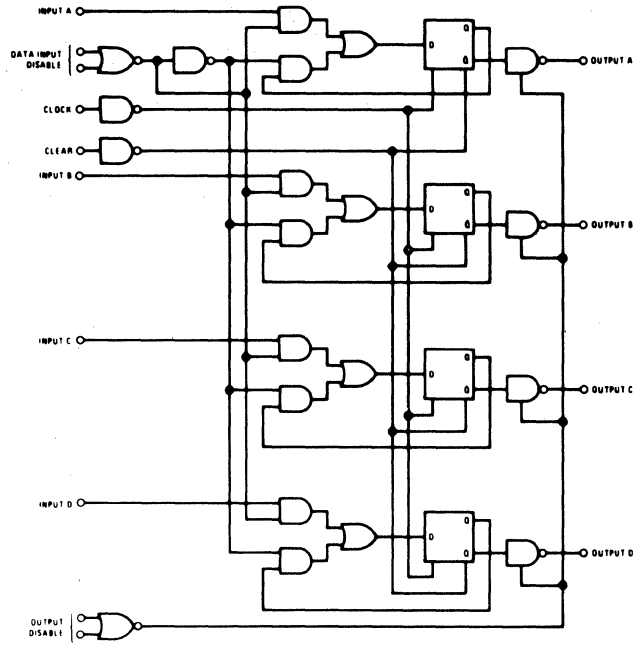 INPUT A
OUTPUT A
DATA INPUT
DISABLE
CLOCK
CLEAR
INPUT B
OUTPUT B
INPUT C
OUTPUT C
INPUT D
OUTPUT D
OUTPUT
DISABLE
Q
D
Q
Q
D
Q
Q
D
Q
Q
D
Q